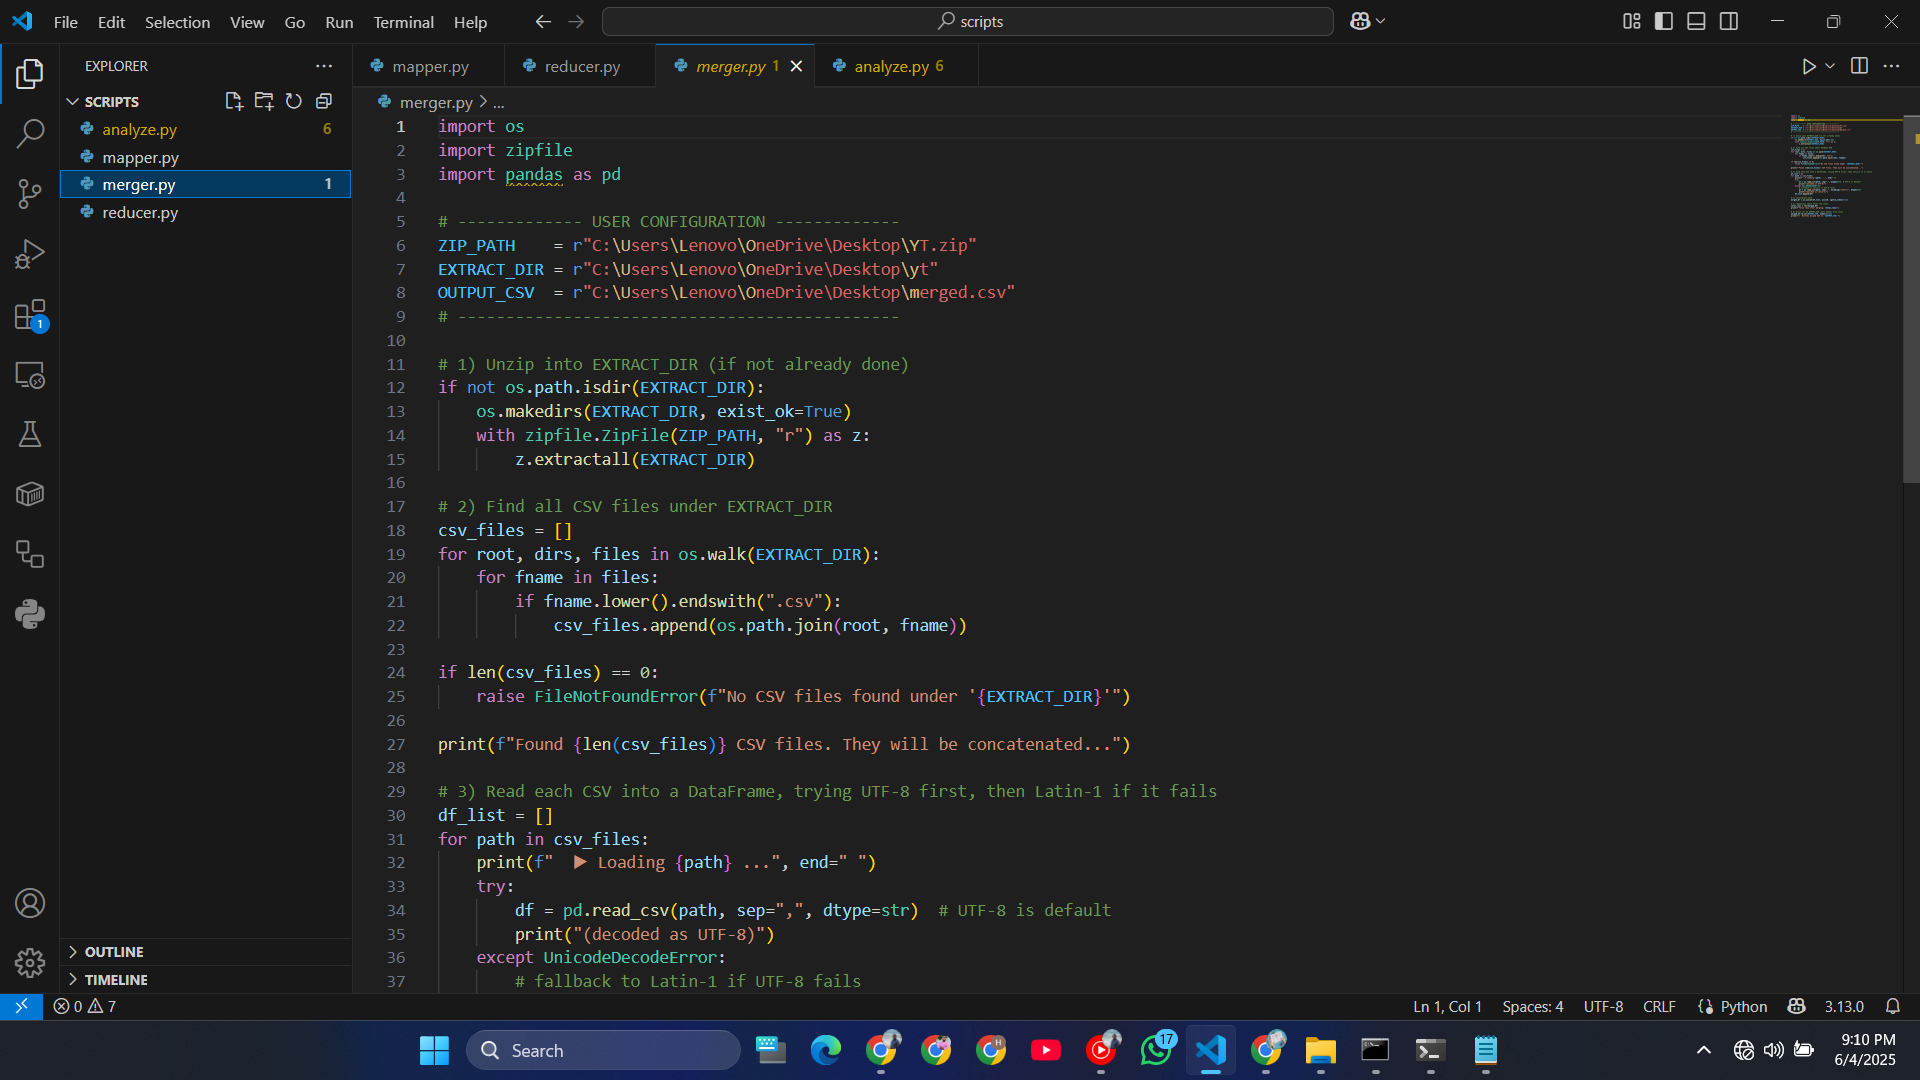 File Edit Selection View Go Run Terminal Help
scripts
EXPLORER
SCRIPTS
analyze.py 6
mapper.py
merger.py 1
reducer.py
OUTLINE
TIMELINE
mapper.py
reducer.py
merger.py 1
analyze.py 6
merger.py > ...
1 import os
2 import zipfile
3 import pandas as pd
4
5 # ------------- USER CONFIGURATION -------------
6 ZIP_PATH    = r"C:\Users\Lenovo\OneDrive\Desktop\YT.zip"
7 EXTRACT_DIR = r"C:\Users\Lenovo\OneDrive\Desktop\yt"
8 OUTPUT_CSV  = r"C:\Users\Lenovo\OneDrive\Desktop\merged.csv"
9 # ----------------------------------------------
10
11 # 1) Unzip into EXTRACT_DIR (if not already done)
12 if not os.path.isdir(EXTRACT_DIR):
13     os.makedirs(EXTRACT_DIR, exist_ok=True)
14     with zipfile.ZipFile(ZIP_PATH, "r") as z:
15         z.extractall(EXTRACT_DIR)
16
17 # 2) Find all CSV files under EXTRACT_DIR
18 csv_files = []
19 for root, dirs, files in os.walk(EXTRACT_DIR):
20     for fname in files:
21         if fname.lower().endswith(".csv"):
22             csv_files.append(os.path.join(root, fname))
23
24 if len(csv_files) == 0:
25     raise FileNotFoundError(f"No CSV files found under '{EXTRACT_DIR}'")
26
27 print(f"Found {len(csv_files)} CSV files. They will be concatenated...")
28
29 # 3) Read each CSV into a DataFrame, trying UTF-8 first, then Latin-1 if it fails
30 df_list = []
31 for path in csv_files:
32     print(f"  ▶ Loading {path} ...", end=" ")
33     try:
34         df = pd.read_csv(path, sep=",", dtype=str)  # UTF-8 is default
35         print("(decoded as UTF-8)")
36     except UnicodeDecodeError:
37         # fallback to Latin-1 if UTF-8 fails
1
0 7
Ln 1, Col 1 Spaces: 4 UTF-8 CRLF Python 3.13.0
Search
H
17
9:10 PM
6/4/2025